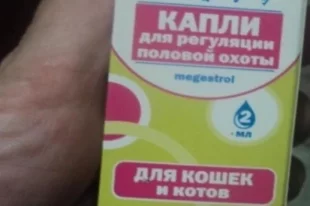 КАПЛИ
для регуляции
половой охоты
megestrol
2
мл
ДЛЯ КОШЕК
и КОТОВ